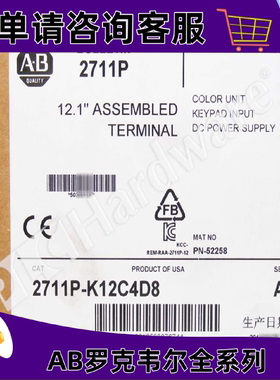 单请咨询客服
A-B
QUALITY
2711P
12.1" ASSEMBLED
TERMINAL
COLOR UNIT
KEYPAD INPUT
DC POWER SUPPLY
Hardware
CE
FB
KCC-
REM-RAA-2711P-12
MAT NO
PN-52258
CAT
PRODUCT OF USA
2711P-K12C4D8
A
生产日期
AB罗克韦尔全系列